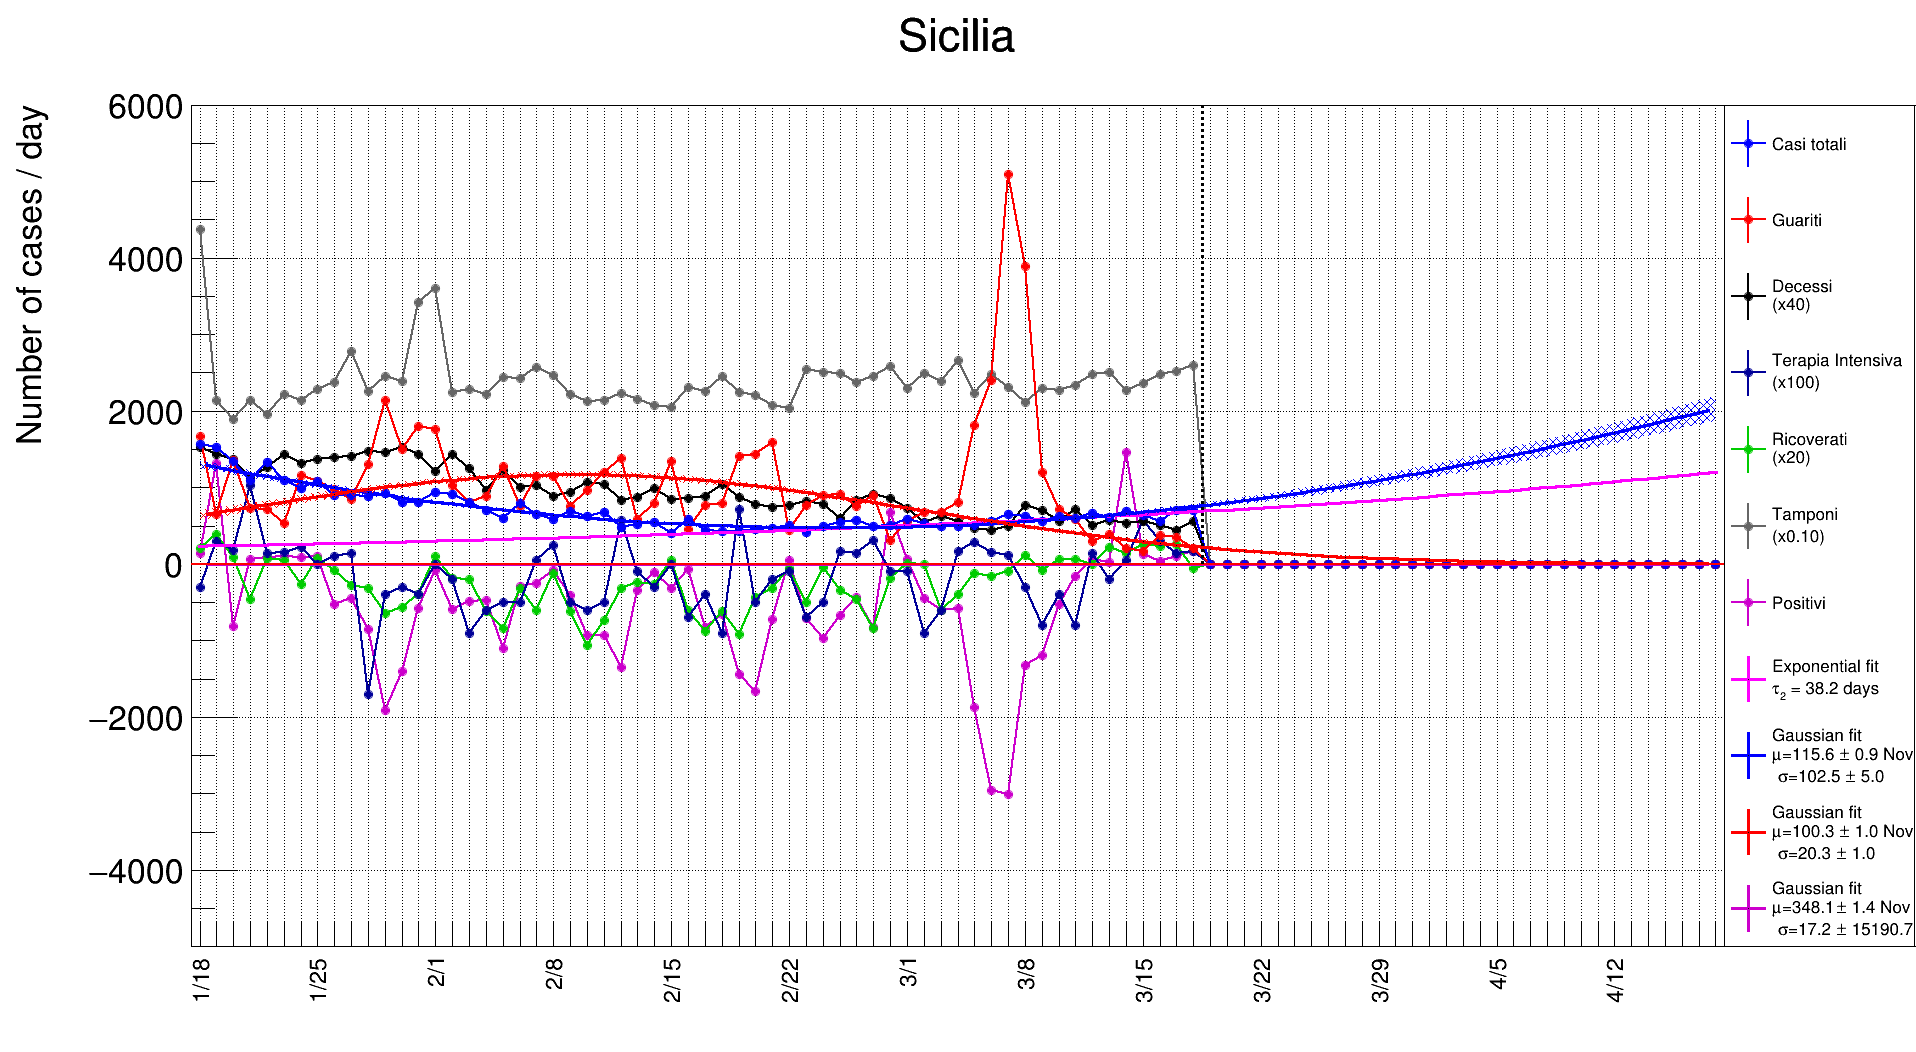 Sicilia
Number of cases / day
6000
4000
2000
0
−2000
−4000
1/18
1/25
2/1
2/8
2/15
2/22
3/1
3/8
3/15
3/22
3/29
4/5
4/12
Casi totali
Guariti
Decessi
(x40)
Terapia Intensiva
(x100)
Ricoverati
(x20)
Tamponi
(x0.10)
Positivi
Exponential fit
τ₂ = 38.2 days
Gaussian fit
μ=115.6 ± 0.9 Nov
σ=102.5 ± 5.0
Gaussian fit
μ=100.3 ± 1.0 Nov
σ=20.3 ± 1.0
Gaussian fit
μ=348.1 ± 1.4 Nov
σ=17.2 ± 15190.7